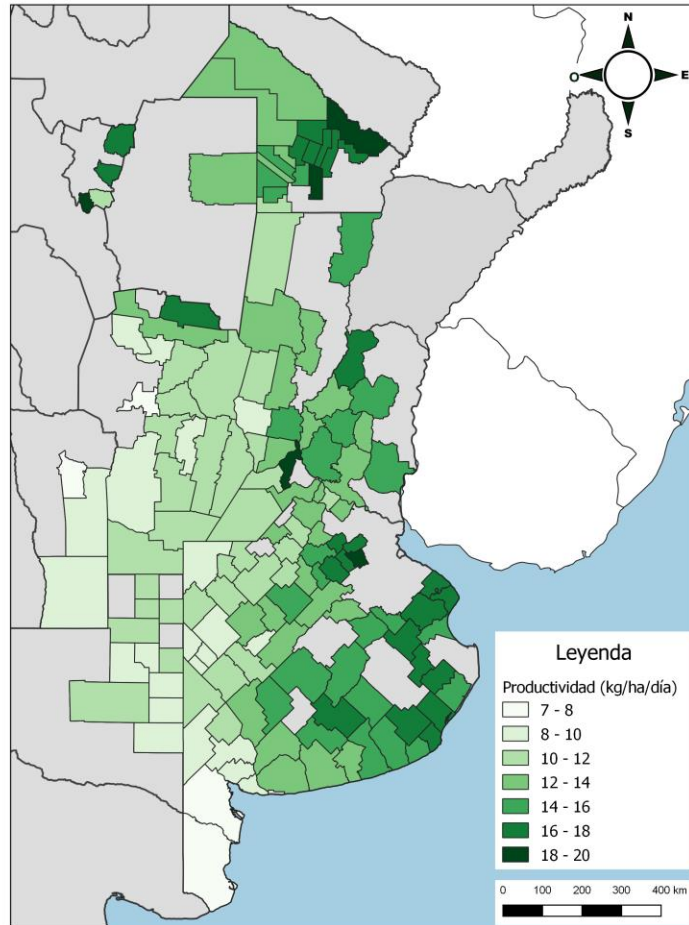 N
O
E
S
Leyenda
Productividad (kg/ha/día)
7 - 8
8 - 10
10 - 12
12 - 14
14 - 16
16 - 18
18 - 20
0 100 200 300 400 km